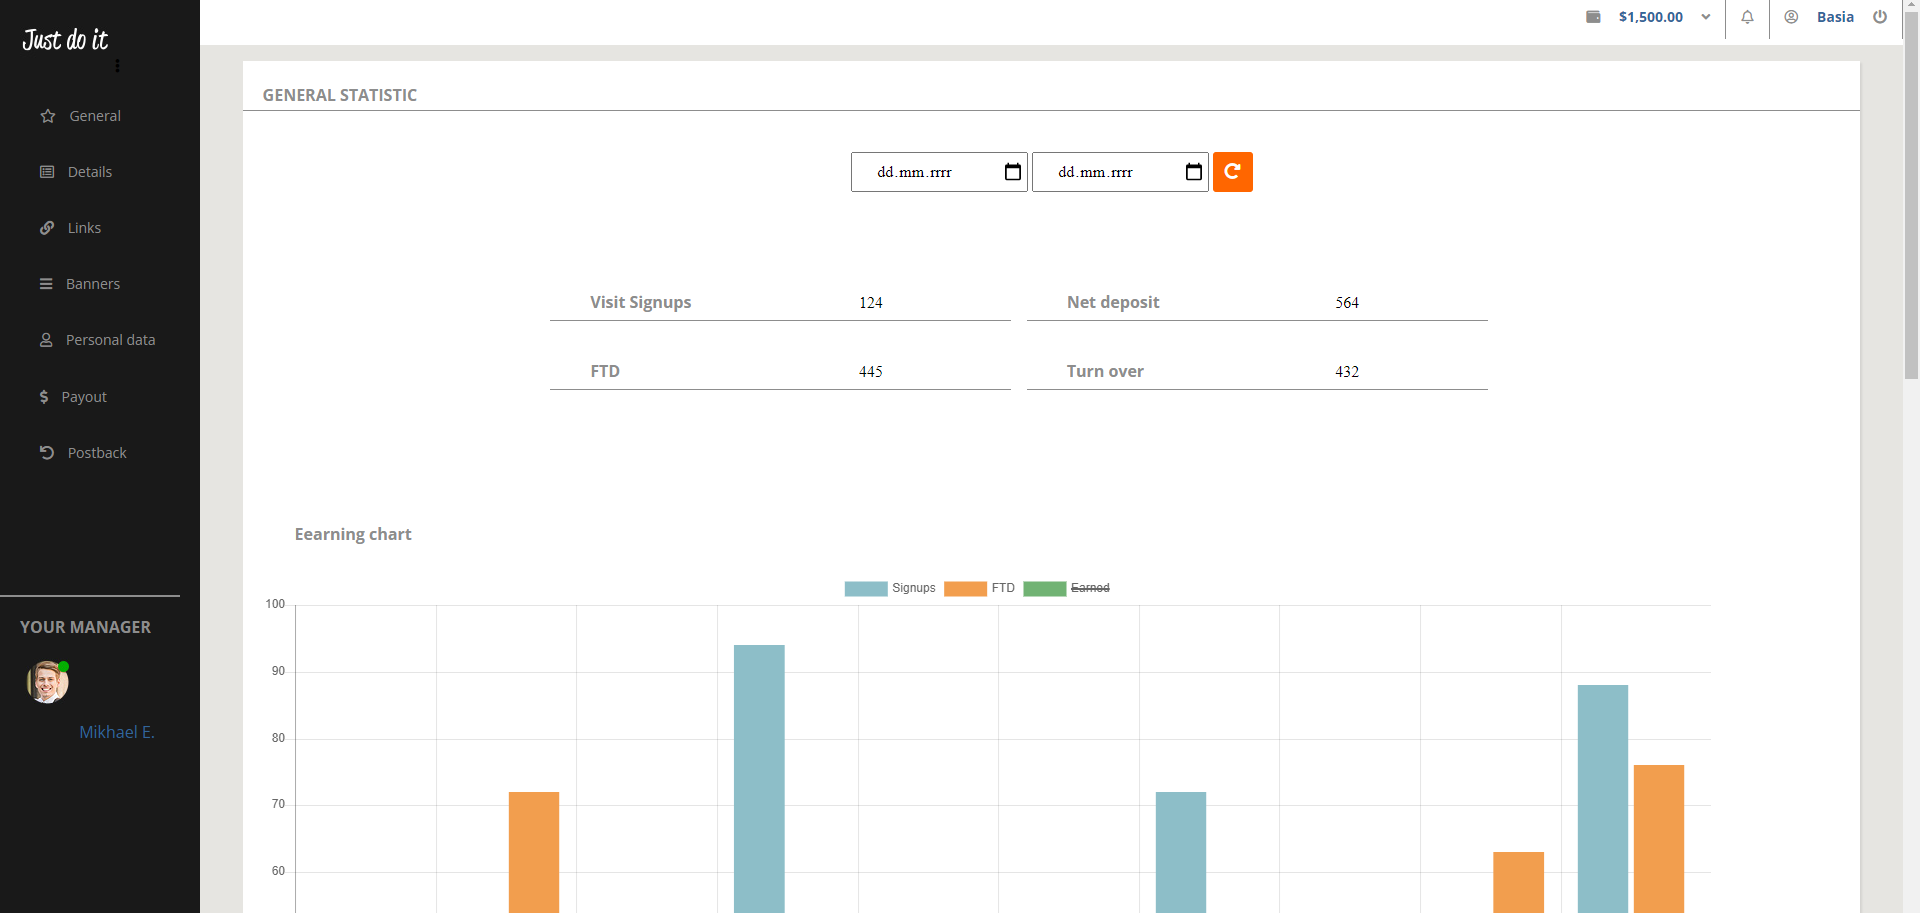 Just do it
$1,500.00
Basia
General
Details
Links
Banners
Personal data
Payout
Postback
YOUR MANAGER
Mikhael E.
GENERAL STATISTIC
dd.mm.rrrr dd.mm.rrrr
Visit Signups 124 Net deposit 564
FTD 445 Turn over 432
Eearning chart
Signups FTD Earned
100
90
80
70
60